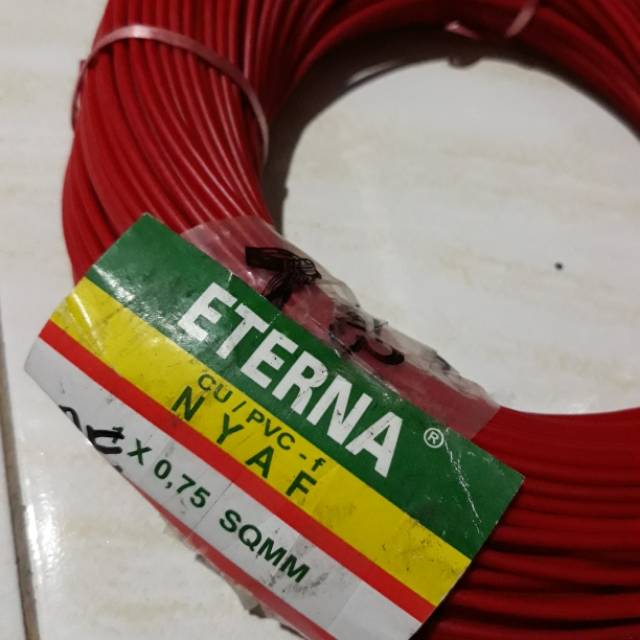 ETERNA ®
CU / PVC - f
NYAF
X 0,75 SQMM